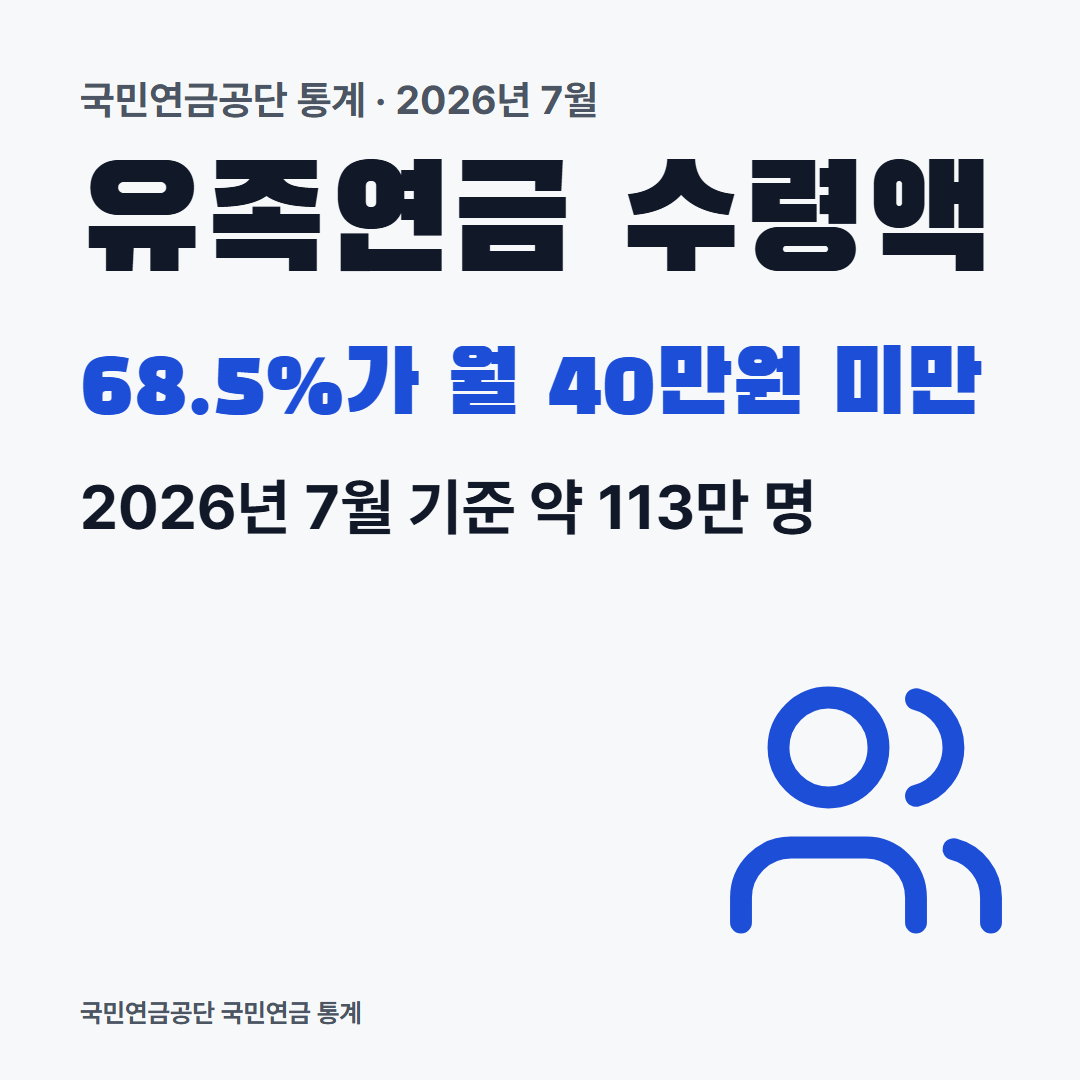 국민연금공단 통계 · 2026년 7월
유족연금 수령액
68.5%가 월 40만원 미만
2026년 7월 기준 약 113만 명
국민연금공단 국민연금 통계